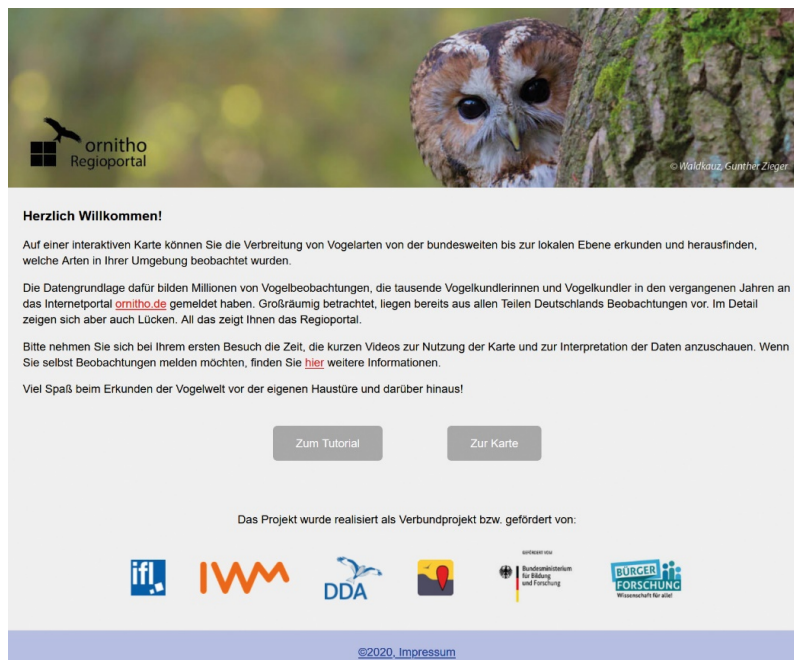 ornitho
Regioportal
© Waldkauz, Gunther Zieger
Herzlich Willkommen!
Auf einer interaktiven Karte können Sie die Verbreitung von Vogelarten von der bundesweiten bis zur lokalen Ebene erkunden und herausfinden,
welche Arten in Ihrer Umgebung beobachtet wurden.
Die Datengrundlage dafür bilden Millionen von Vogelbeobachtungen, die tausende Vogelkundlerinnen und Vogelkundler in den vergangenen Jahren an
das Internetportal ornitho.de gemeldet haben. Großräumig betrachtet, liegen bereits aus allen Teilen Deutschlands Beobachtungen vor. Im Detail
zeigen sich aber auch Lücken. All das zeigt Ihnen das Regioportal.
Bitte nehmen Sie sich bei Ihrem ersten Besuch die Zeit, die kurzen Videos zur Nutzung der Karte und zur Interpretation der Daten anzuschauen. Wenn
Sie selbst Beobachtungen melden möchten, finden Sie hier weitere Informationen.
Viel Spaß beim Erkunden der Vogelwelt vor der eigenen Haustüre und darüber hinaus!
Zum Tutorial Zur Karte
Das Projekt wurde realisiert als Verbundprojekt bzw. gefördert von:
ifl
IWM
DDA
GEFÖRDERT VOM
Bundesministerium
für Bildung
und Forschung
BÜRGER
FORSCHUNG
Wissenschaft für alle!
©2020, Impressum